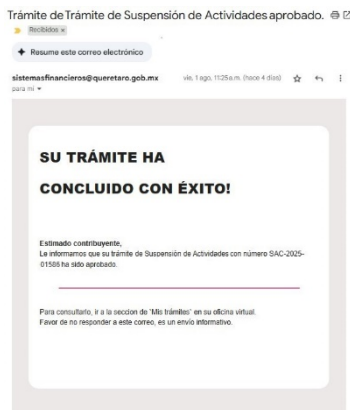 Trámite de Trámite de Suspensión de Actividades aprobado.
Recibidos x
Resume este correo electrónico
sistemasfinancieros@queretaro.gob.mx
vie, 1 ago, 11:25 a.m. (hace 4 días)
para mí
SU TRÁMITE HA
CONCLUIDO CON ÉXITO!
Estimado contribuyente,
Le informamos que su trámite de Suspensión de Actividades con número SAC-2025-
01586 ha sido aprobado.
Para consultarlo, ir a la seccion de 'Mis trámites' en su oficina virtual.
Favor de no responder a este correo, es un envío informativo.